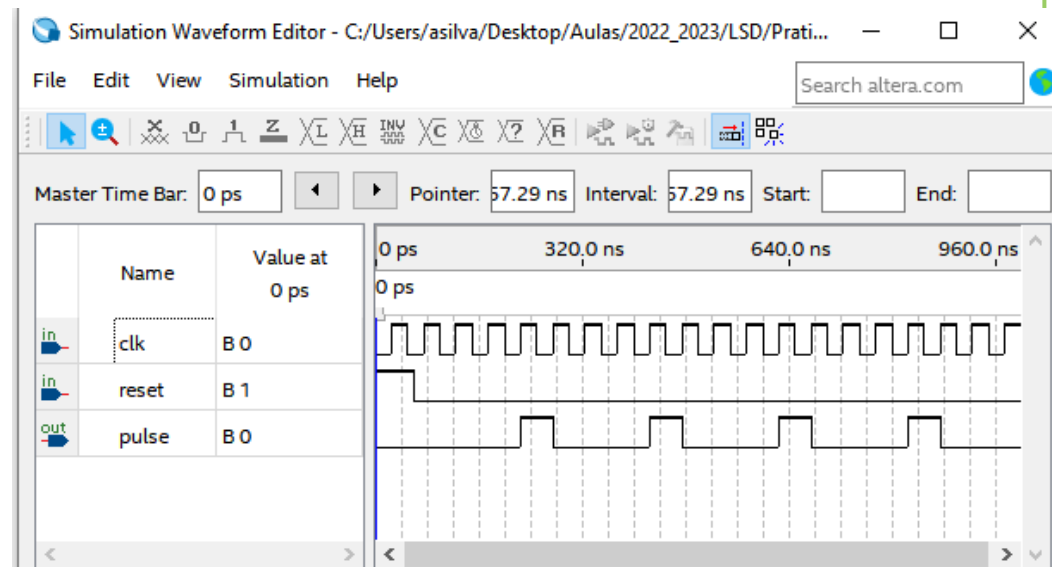 Simulation Waveform Editor - C:/Users/asilva/Desktop/Aulas/2022_2023/LSD/Prati...
File Edit View Simulation Help
Search altera.com
Master Time Bar: 0 ps Pointer: 57.29 ns Interval: 57.29 ns Start: End:
Name Value at 0 ps
0 ps 320.0 ns 640.0 ns 960.0 ns
0 ps
in clk B 0
in reset B 1
out pulse B 0